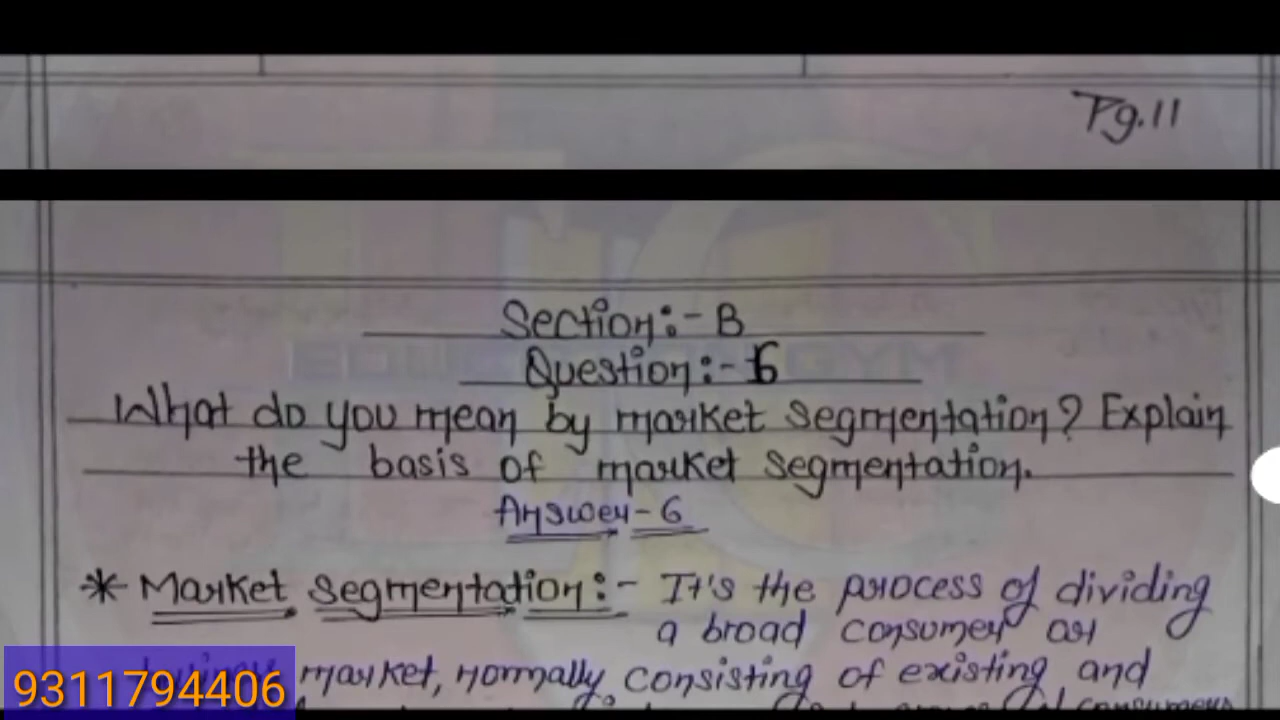 Pg.11
Section:- B
Question:- 6
What do you mean by market segmentation? Explain
the basis of market segmentation.
Answer - 6
* Market segmentation:- It's the process of dividing
a broad consumer or
market, normally consisting of existing and
consumers
9311794406